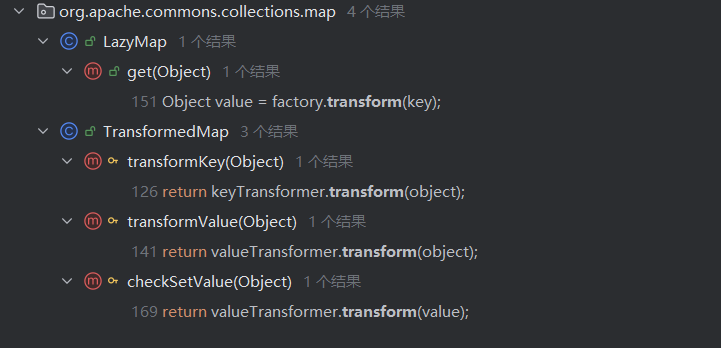 org.apache.commons.collections.map 4 个结果
C LazyMap 1 个结果
m get(Object) 1 个结果
151 Object value = factory.transform(key);
C TransformedMap 3 个结果
m transformKey(Object) 1 个结果
126 return keyTransformer.transform(object);
m transformValue(Object) 1 个结果
141 return valueTransformer.transform(object);
m checkSetValue(Object) 1 个结果
169 return valueTransformer.transform(value);